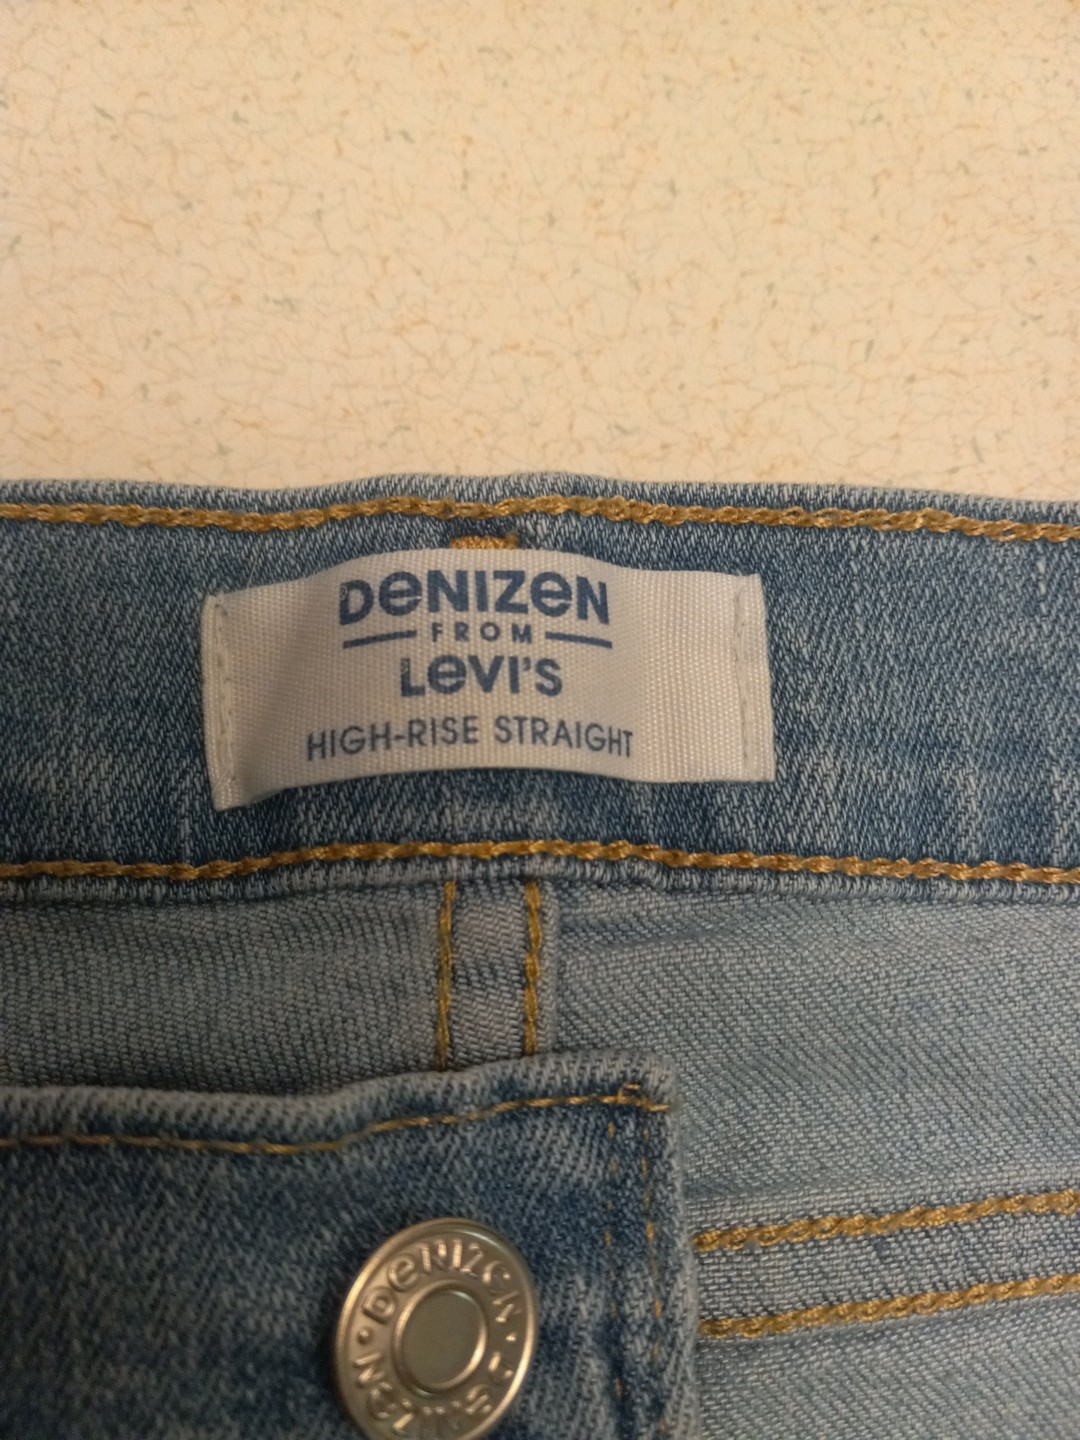 DeNIZeN
FROM
LeVI'S
HIGH-RISE STRAIGHT
DeNIZeN